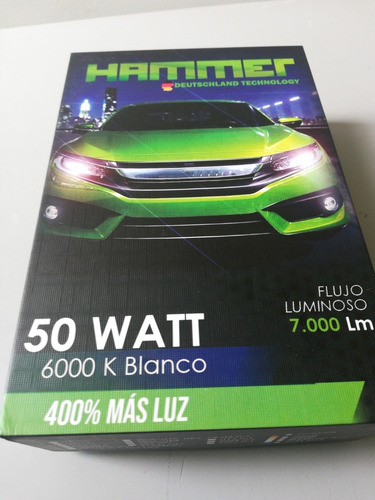 HAMMER
DEUTSCHLAND TECHNOLOGY
FLUJO
LUMINOSO
7.000 Lm
50 WATT
6000 K Blanco
400% MÁS LUZ